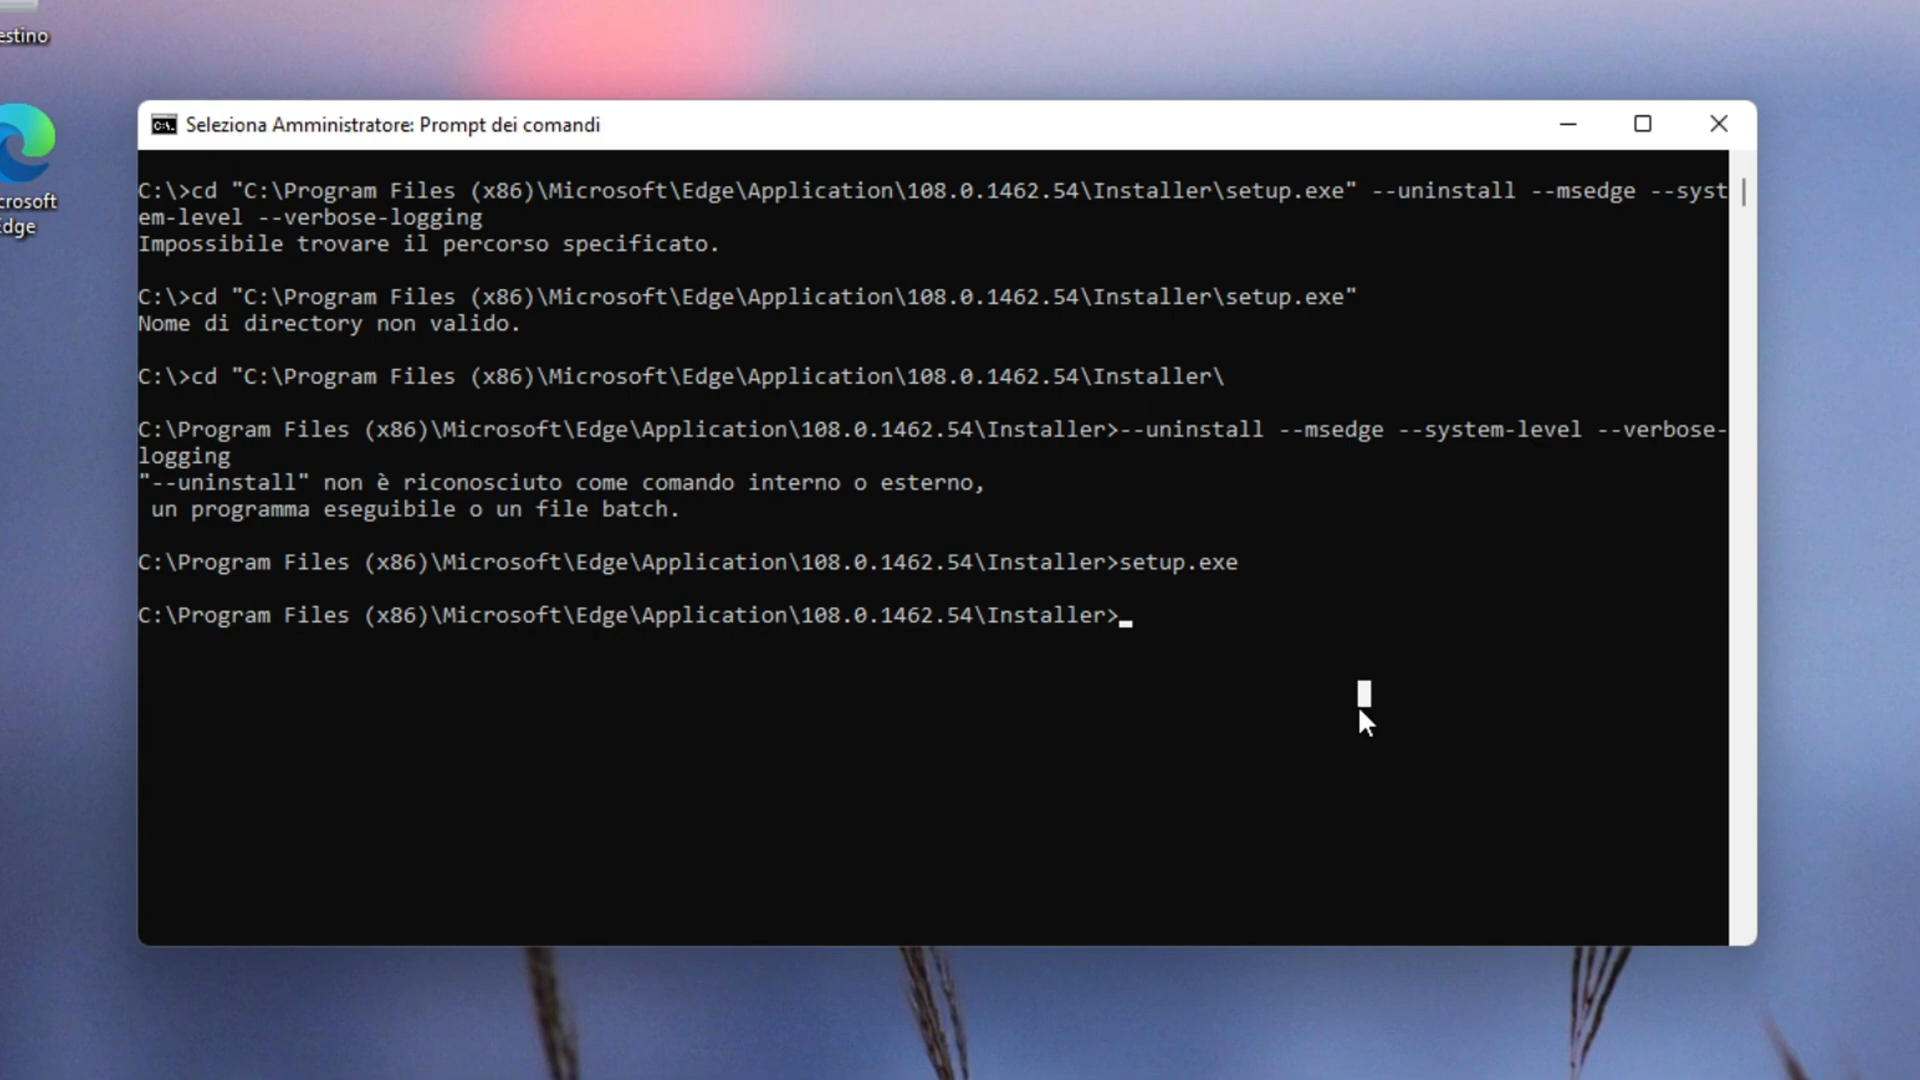 estino
crosoft
Edge
Seleziona Amministratore: Prompt dei comandi
C:\>cd "C:\Program Files (x86)\Microsoft\Edge\Application\108.0.1462.54\Installer\setup.exe" --uninstall --msedge --syst
em-level --verbose-logging
Impossibile trovare il percorso specificato.
C:\>cd "C:\Program Files (x86)\Microsoft\Edge\Application\108.0.1462.54\Installer\setup.exe"
Nome di directory non valido.
C:\>cd "C:\Program Files (x86)\Microsoft\Edge\Application\108.0.1462.54\Installer\
C:\Program Files (x86)\Microsoft\Edge\Application\108.0.1462.54\Installer>--uninstall --msedge --system-level --verbose-
logging
"--uninstall" non è riconosciuto come comando interno o esterno,
 un programma eseguibile o un file batch.
C:\Program Files (x86)\Microsoft\Edge\Application\108.0.1462.54\Installer>setup.exe
C:\Program Files (x86)\Microsoft\Edge\Application\108.0.1462.54\Installer>